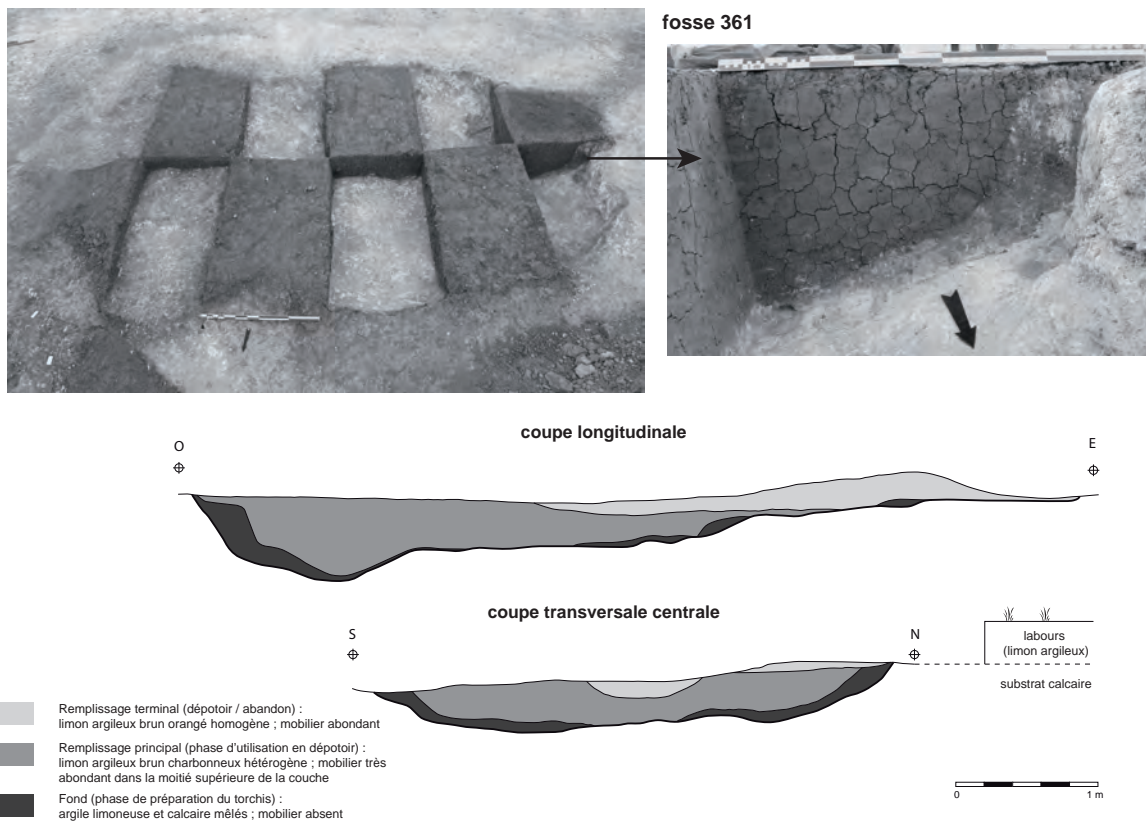 fosse 361
coupe longitudinale
O
E
coupe transversale centrale
S
N
labours
(limon argileux)
substrat calcaire
Remplissage terminal (dépotoir / abandon) :
limon argileux brun orangé homogène ; mobilier abondant
Remplissage principal (phase d'utilisation en dépotoir) :
limon argileux brun charbonneux hétérogène ; mobilier très
abondant dans la moitié supérieure de la couche
Fond (phase de préparation du torchis) :
argile limoneuse et calcaire mêlés ; mobilier absent
0
1 m